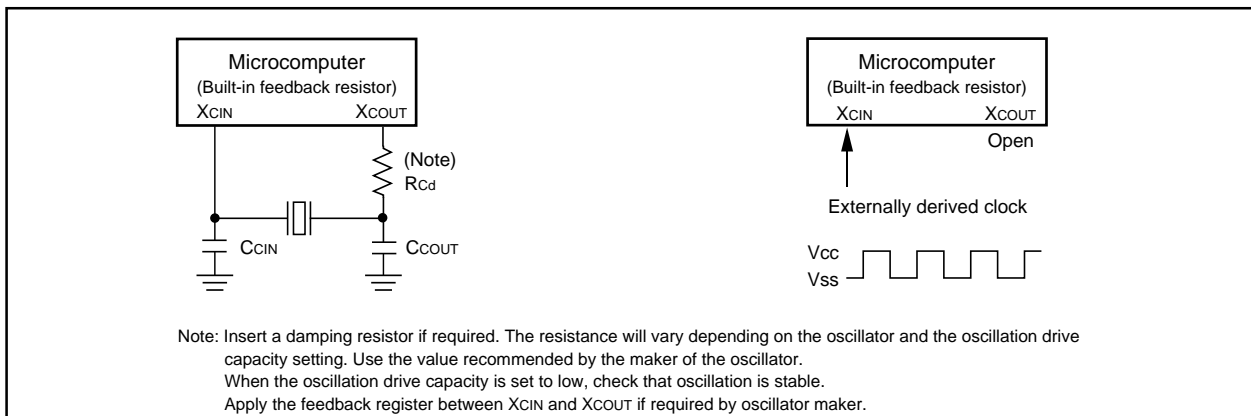 Microcomputer
(Built-in feedback resistor)
XCIN XCOUT
(Note)
RCd
CCIN CCOUT
Microcomputer
(Built-in feedback resistor)
XCIN XCOUT
Open
Externally derived clock
Vcc
Vss
Note: Insert a damping resistor if required. The resistance will vary depending on the oscillator and the oscillation drive
capacity setting. Use the value recommended by the maker of the oscillator.
When the oscillation drive capacity is set to low, check that oscillation is stable.
Apply the feedback register between XCIN and XCOUT if required by oscillator maker.